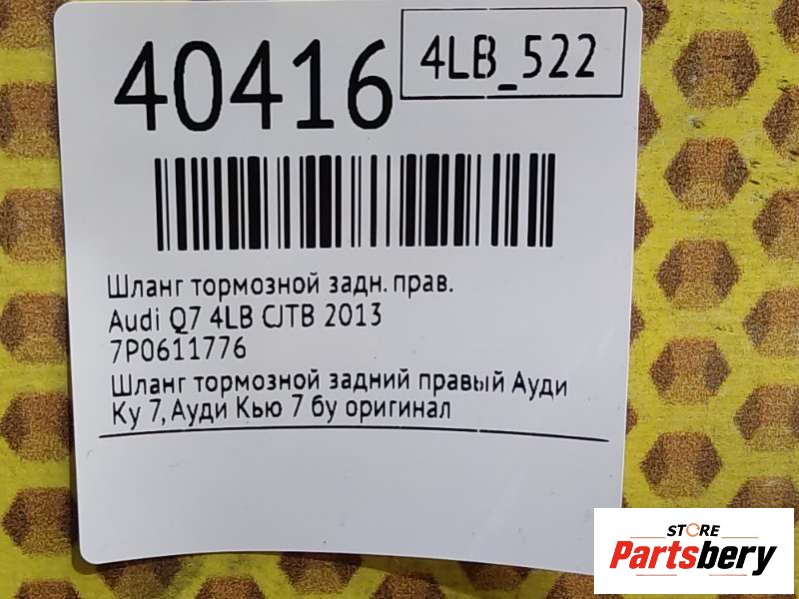 40416
4LB_522
Шланг тормозной задн. прав.
Audi Q7 4LB CJTB 2013
7P0611776
Шланг тормозной задний правый Ауди
Ку 7, Ауди Кью 7 бу оригинал
STORE
Partsbery